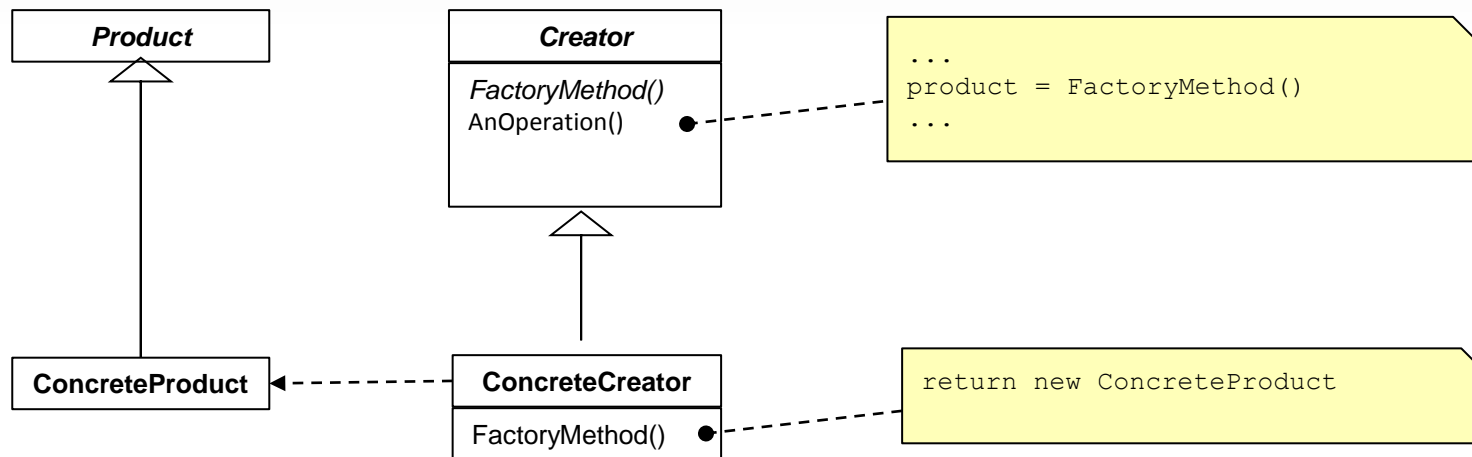 Product
Creator
FactoryMethod()
AnOperation()
...
product = FactoryMethod()
...
ConcreteProduct
ConcreteCreator
FactoryMethod()
return new ConcreteProduct